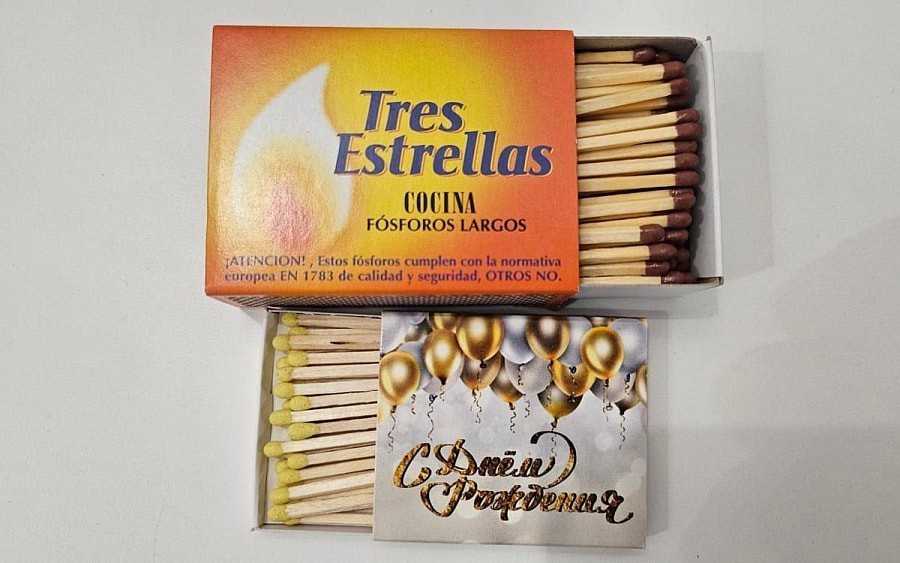 Tres
Estrellas
COCINA
FÓSFOROS LARGOS
¡ATENCION! , Estos fósforos cumplen con la normativa
europea EN 1783 de calidad y seguridad, OTROS NO.
С Днём
Рождения